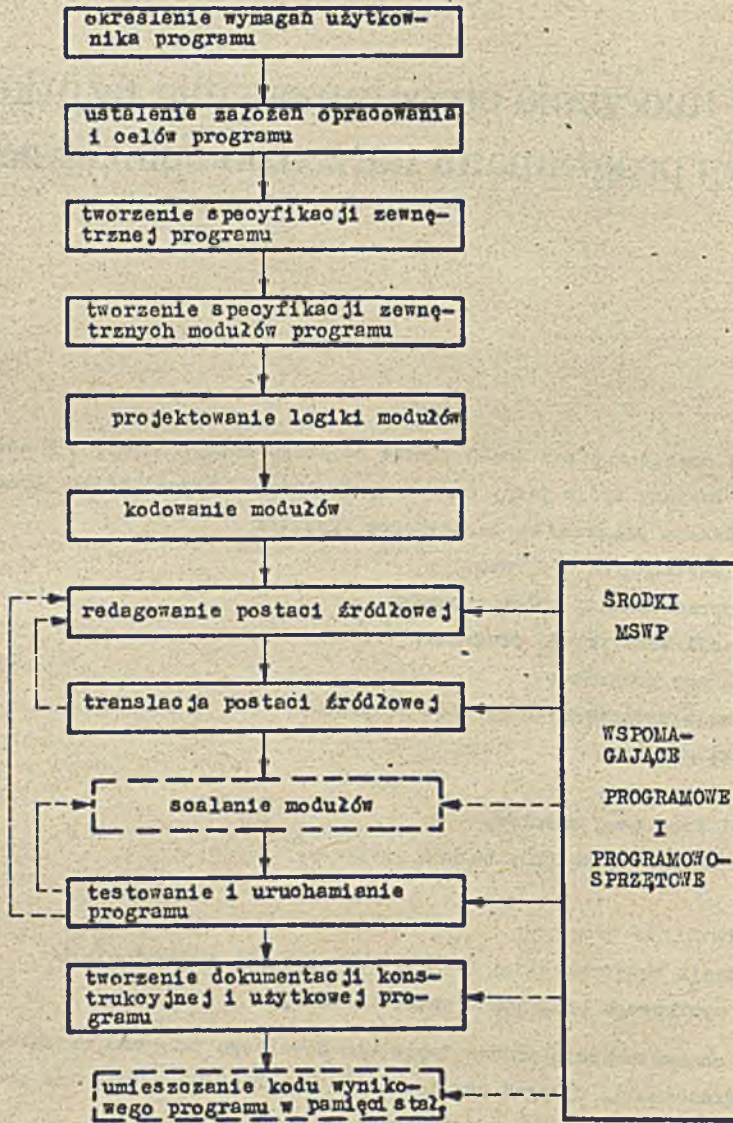 określenie wymagań użytkow-
nika programu
ustalenie założeń opracowania
i celów programu
tworzenie specyfikacji zewnę-
trznej programu
tworzenie specyfikacji zewnę-
trznych modułów programu
projektowanie logiki modułów
kodowanie modułów
redagowanie postaci źródłowej
translacja postaci źródłowej
scalanie modułów
testowanie i uruchamianie
programu
tworzenie dokumentacji kons-
trukcyjnej i użytkowej pro-
gramu
umieszczanie kodu wyniko-
wego programu w pamięci stał.
ŚRODKI
MSWP
WSPOMA-
GAJĄCE
PROGRAMOWE
I
PROGRAMOWO-
SPRZĘTOWE